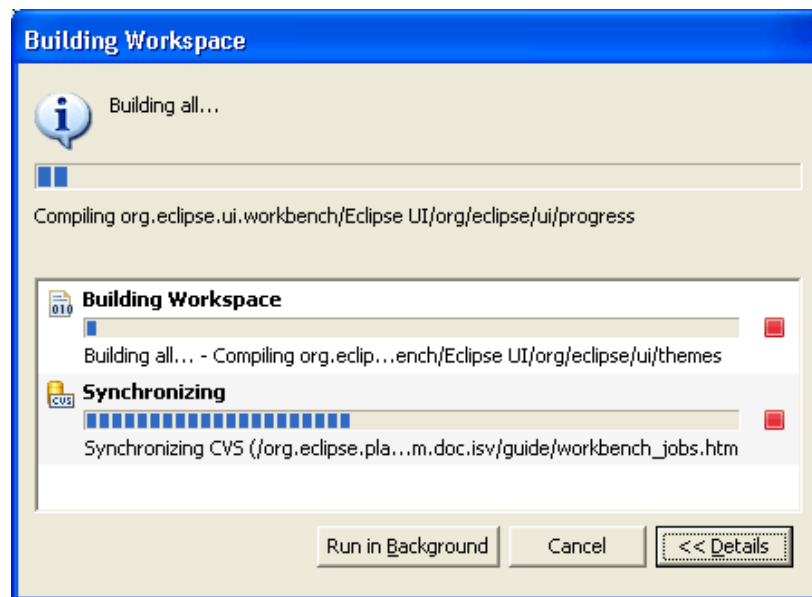 Building Workspace
Building all...
Compiling org.eclipse.ui.workbench/Eclipse UI/org/eclipse/ui/progress
010
Building Workspace
Building all... - Compiling org.eclip...ench/Eclipse UI/org/eclipse/ui/themes
CVS
Synchronizing
Synchronizing CVS (/org.eclipse.pla...m.doc.isv/guide/workbench_jobs.htm
Run in Background
Cancel
<< Details